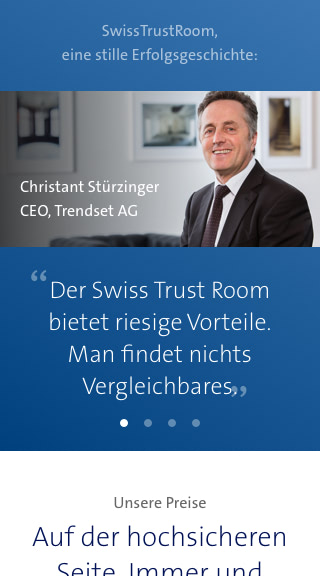 SwissTrustRoom,
eine stille Erfolgsgeschichte:
Christant Stürzinger
CEO, Trendset AG
“Der Swiss Trust Room
bietet riesige Vorteile.
Man findet nichts
Vergleichbares.”
Unsere Preise
Auf der hochsicheren
Seite. Immer und